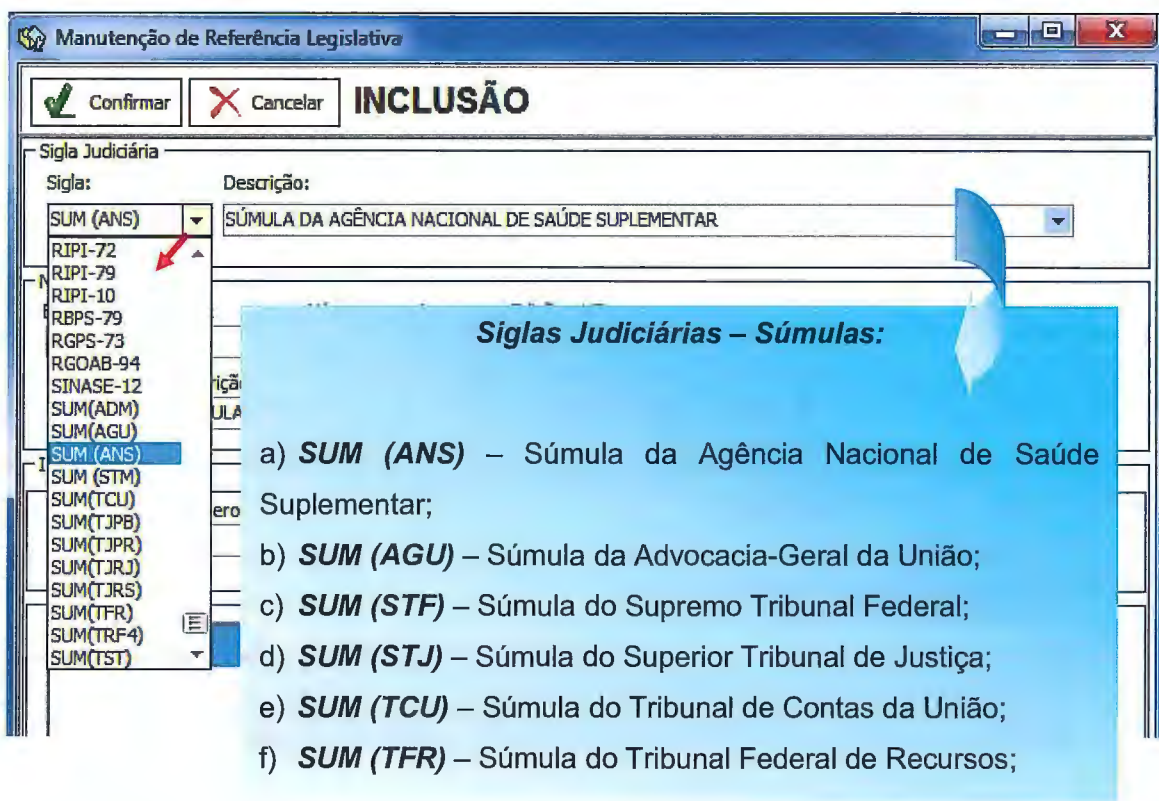 Manutenção de Referência Legislativa
Confirmar Cancelar INCLUSÃO
Sigla Judiciária
Sigla: Descrição:
SUM (ANS) SÚMULA DA AGÊNCIA NACIONAL DE SAÚDE SUPLEMENTAR
RIPI-72
RIPI-79
RIPI-10
RBPS-79
RGPS-73
RGOAB-94
SINASE-12
SUM(ADM)
SUM(AGU)
SUM (ANS)
SUM (STM)
SUM(TCU)
SUM(TJPB)
SUM(TJPR)
SUM(TJRJ)
SUM(TJRS)
SUM(TFR)
SUM(TRF4)
SUM(TST)
Siglas Judiciárias – Súmulas:
a) SUM (ANS) – Súmula da Agência Nacional de Saúde
Suplementar;
b) SUM (AGU) – Súmula da Advocacia-Geral da União;
c) SUM (STF) – Súmula do Supremo Tribunal Federal;
d) SUM (STJ) – Súmula do Superior Tribunal de Justiça;
e) SUM (TCU) – Súmula do Tribunal de Contas da União;
f) SUM (TFR) – Súmula do Tribunal Federal de Recursos;